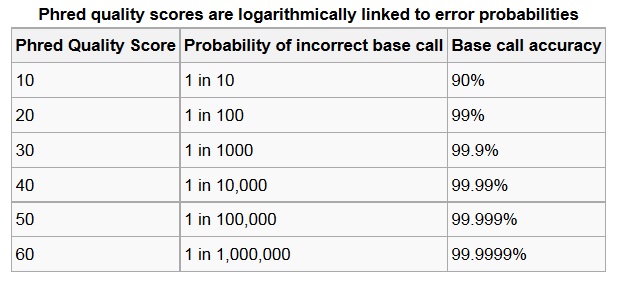 Phred quality scores are logarithmically linked to error probabilities
Phred Quality Score Probability of incorrect base call Base call accuracy
10 1 in 10 90%
20 1 in 100 99%
30 1 in 1000 99.9%
40 1 in 10,000 99.99%
50 1 in 100,000 99.999%
60 1 in 1,000,000 99.9999%